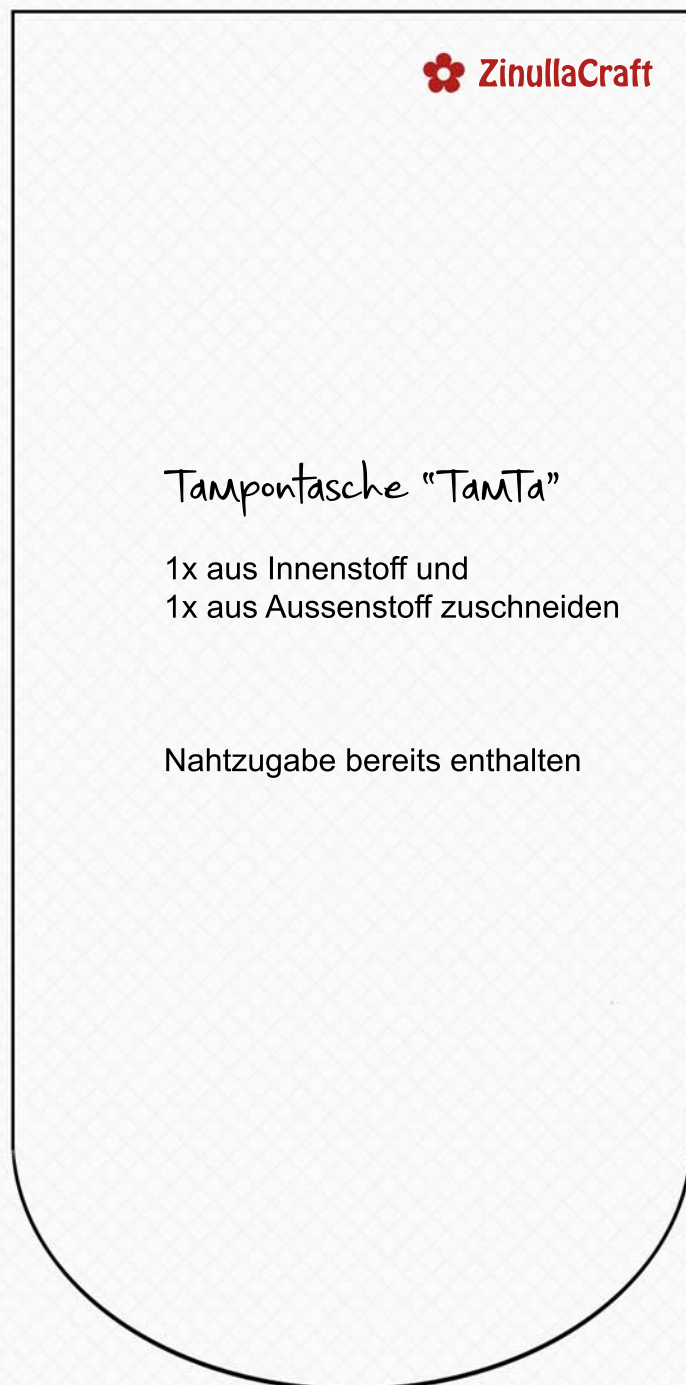 ZinullaCraft
Tampontasche “TamTa”
1x aus Innenstoff und
1x aus Aussenstoff zuschneiden
Nahtzugabe bereits enthalten